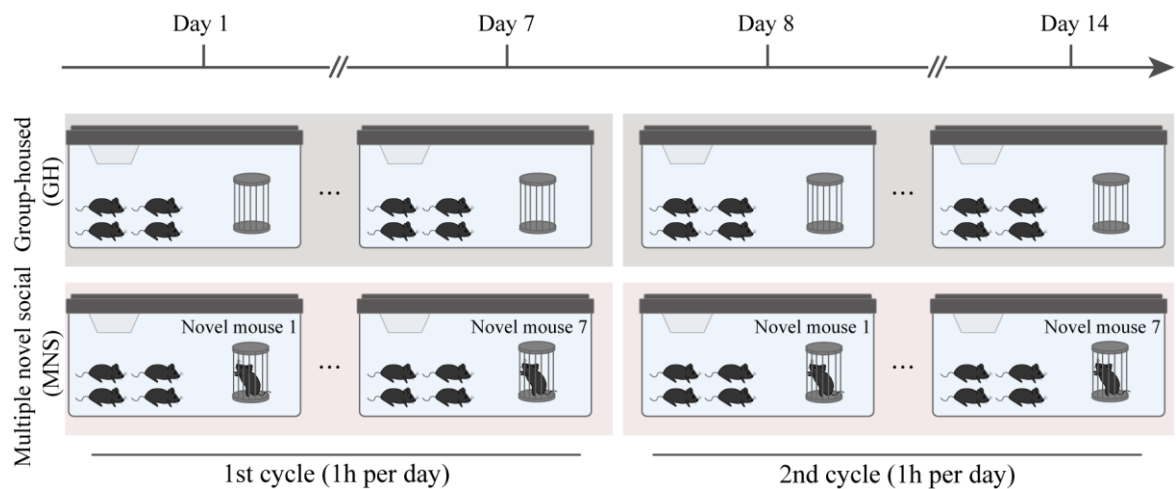 Day 1
Day 7
Day 8
Day 14
Group-housed
(GH)
...
...
Multiple novel social
(MNS)
Novel mouse 1
...
Novel mouse 7
Novel mouse 1
...
Novel mouse 7
1st cycle (1h per day)
2nd cycle (1h per day)